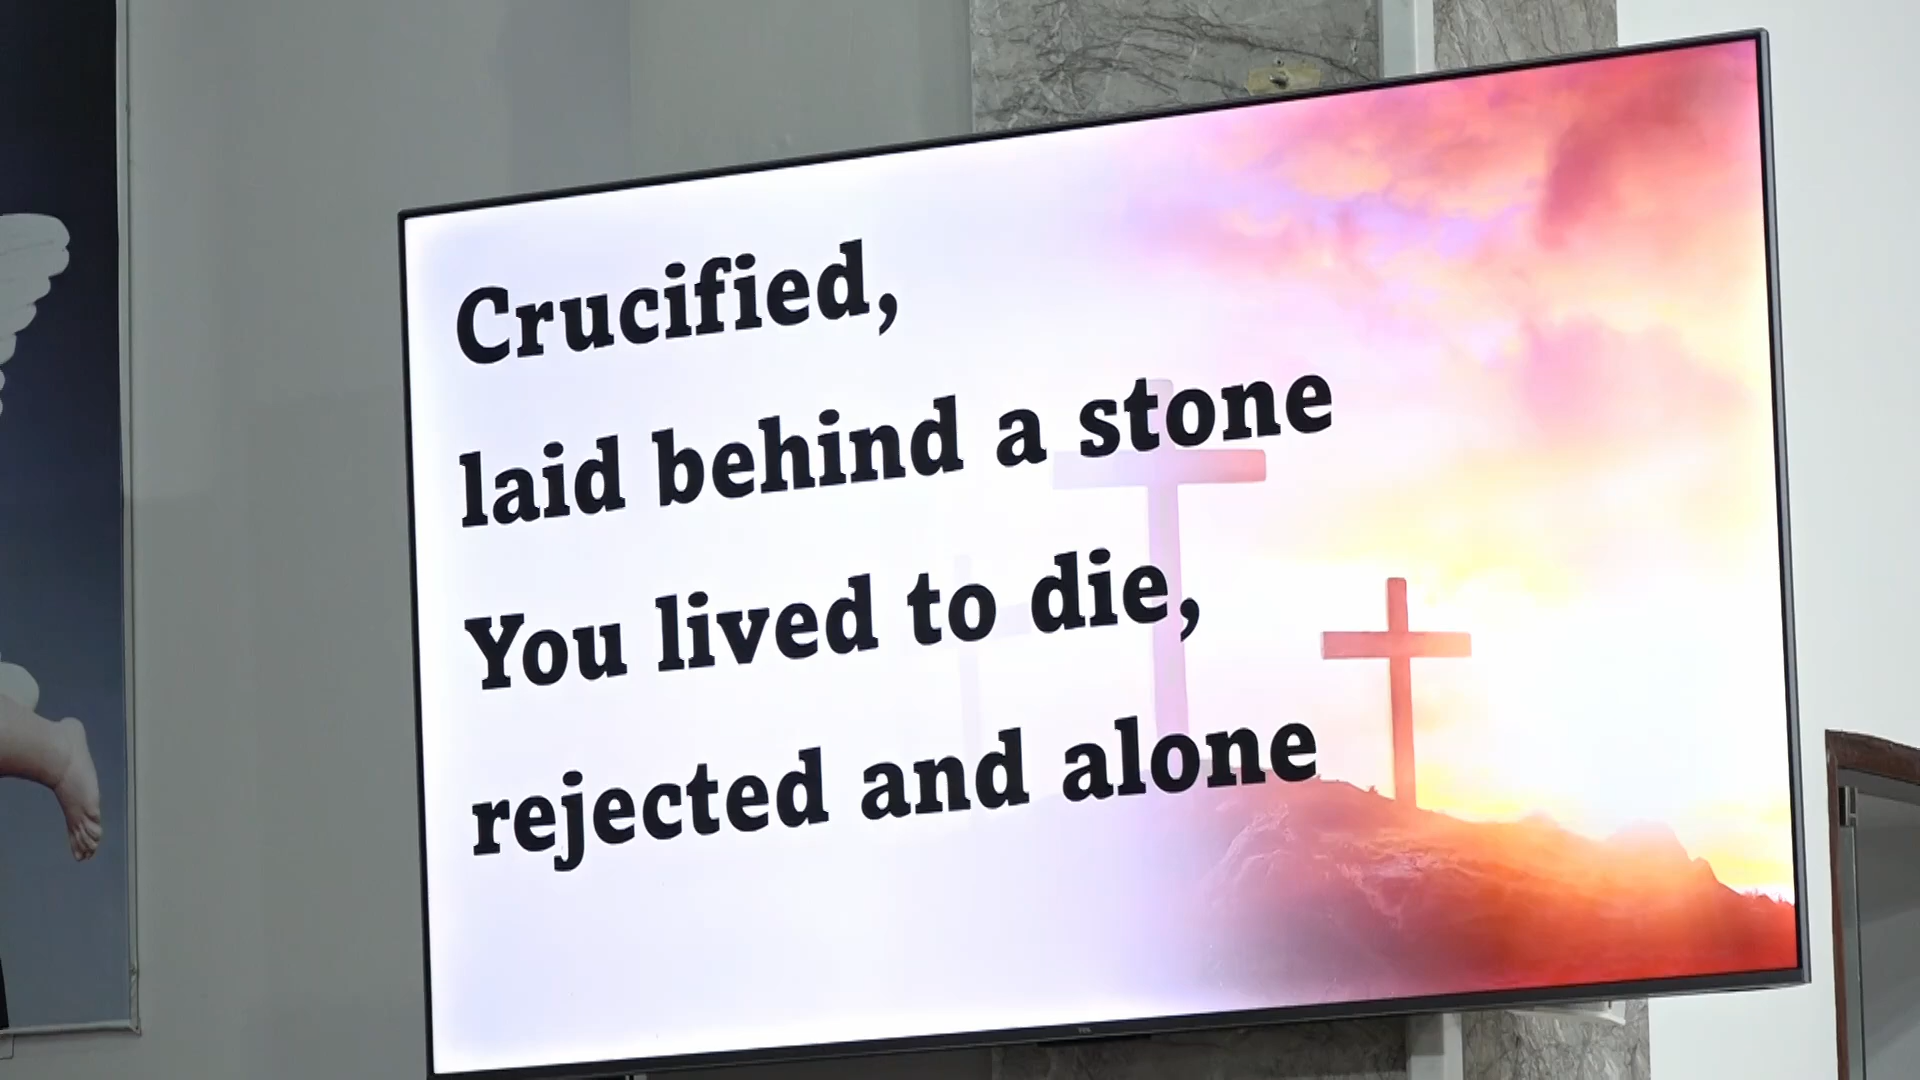 Crucified,
laid behind a stone
You lived to die,
rejected and alone